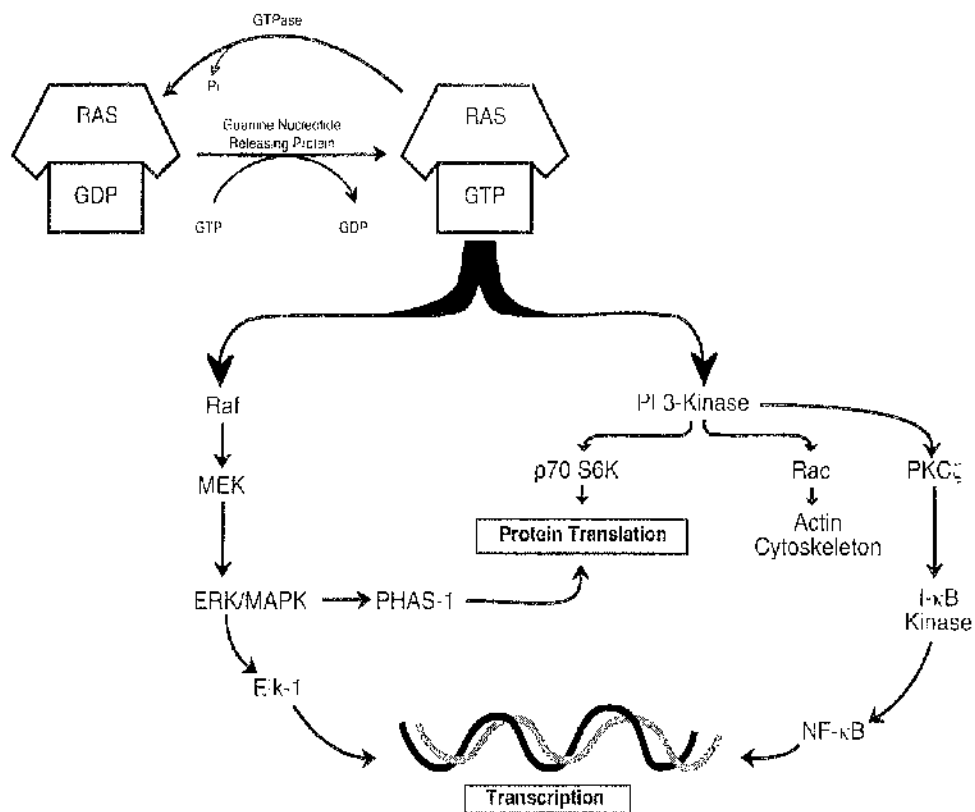 GTPase
Pi
RAS
RAS
Guanine Nucleotide
Releasing Protein
GDP
GTP
GTP
GDP
Raf
PI 3-Kinase
MEK
p70 S6K
Rac
PKCζ
Protein Translation
Actin
Cytoskeleton
ERK/MAPK
PHAS-1
I-κB
Kinase
Elk-1
NF-κB
Transcription